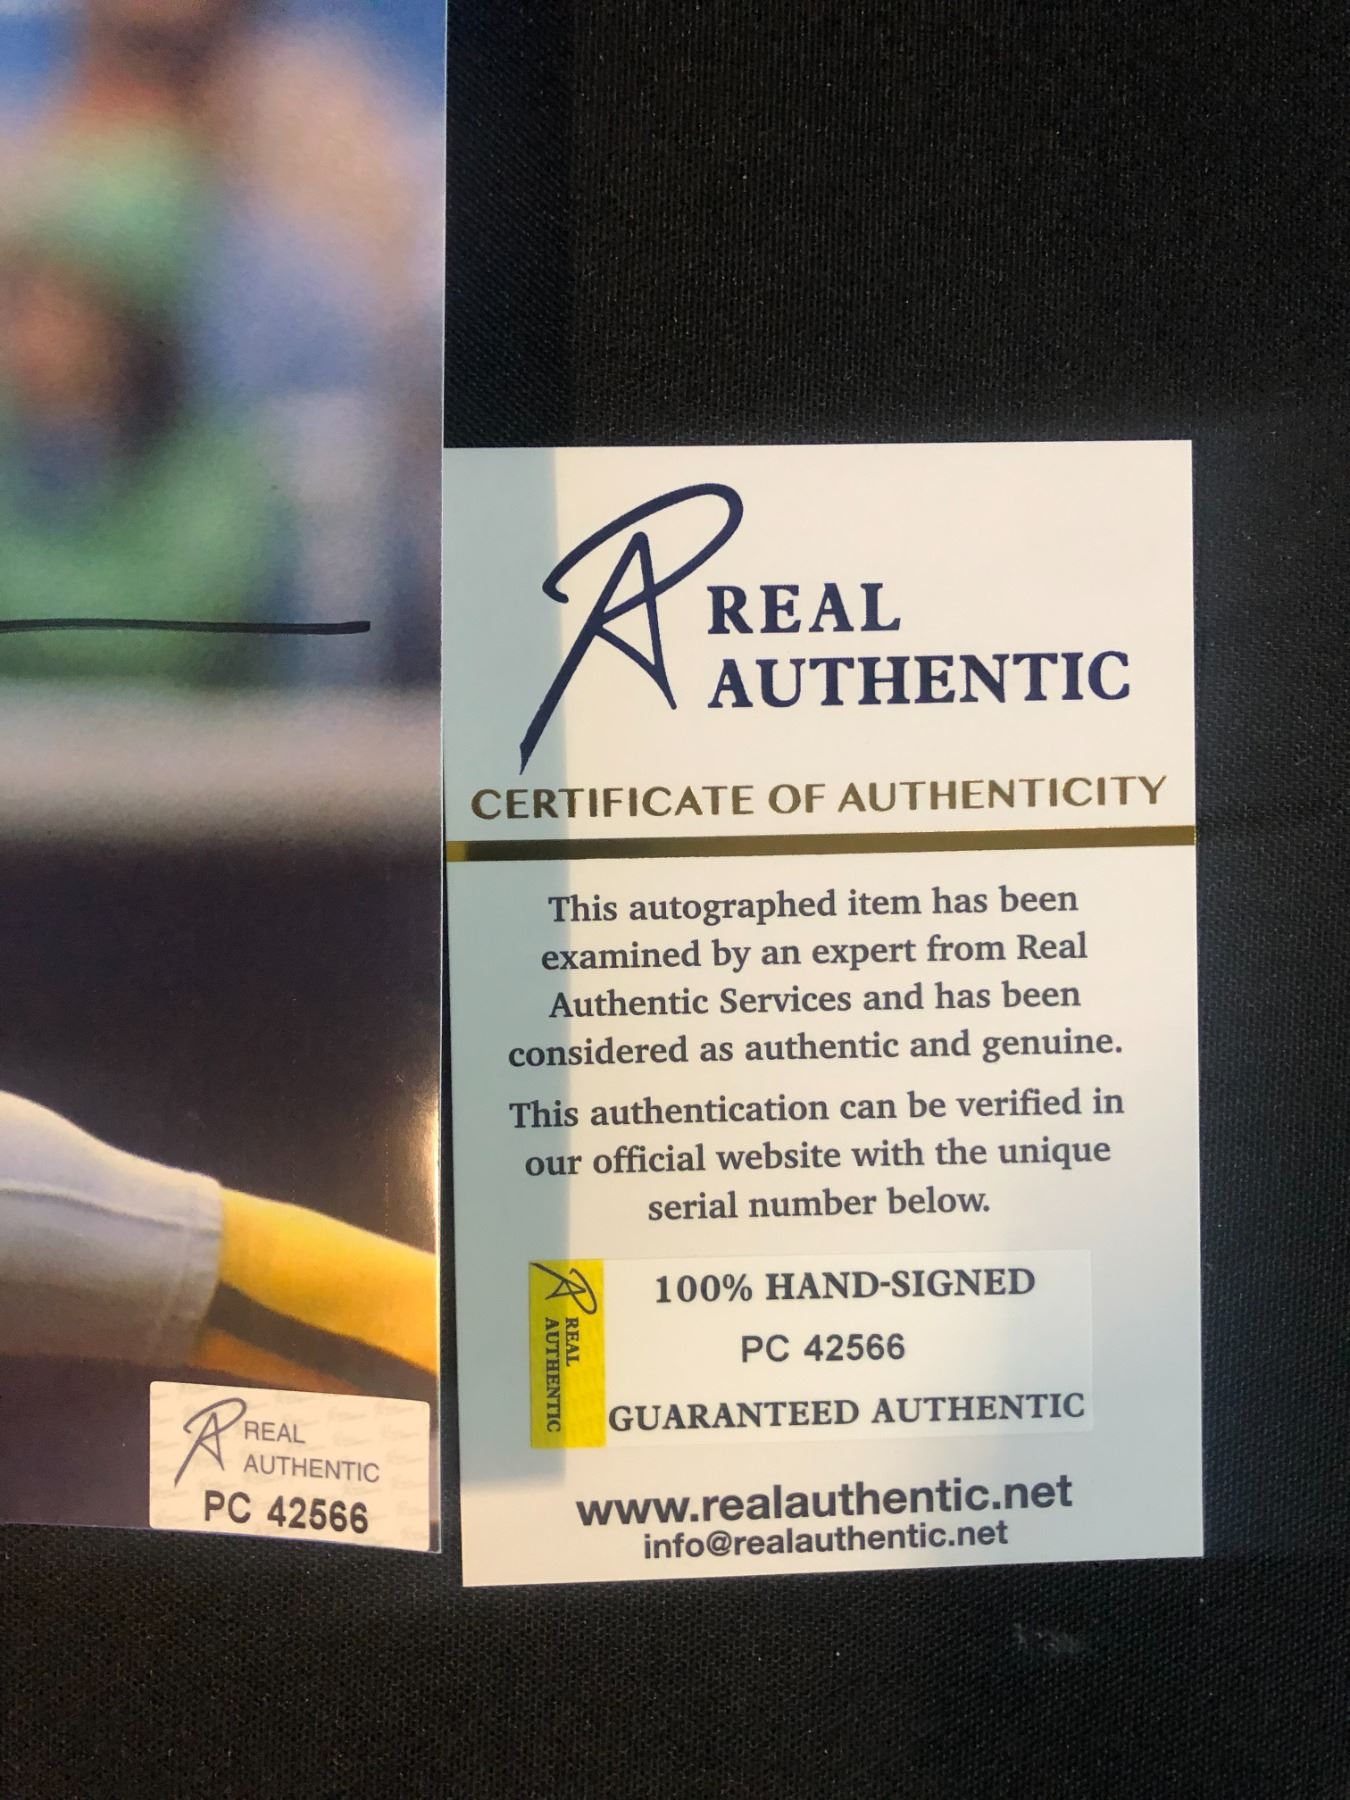 REAL
AUTHENTIC
CERTIFICATE OF AUTHENTICITY
This autographed item has been
examined by an expert from Real
Authentic Services and has been
considered as authentic and genuine.
This authentication can be verified in
our official website with the unique
serial number below.
REAL
AUTHENTIC
100% HAND-SIGNED
PC 42566
GUARANTEED AUTHENTIC
www.realauthentic.net
info@realauthentic.net
REAL
AUTHENTIC
PC 42566